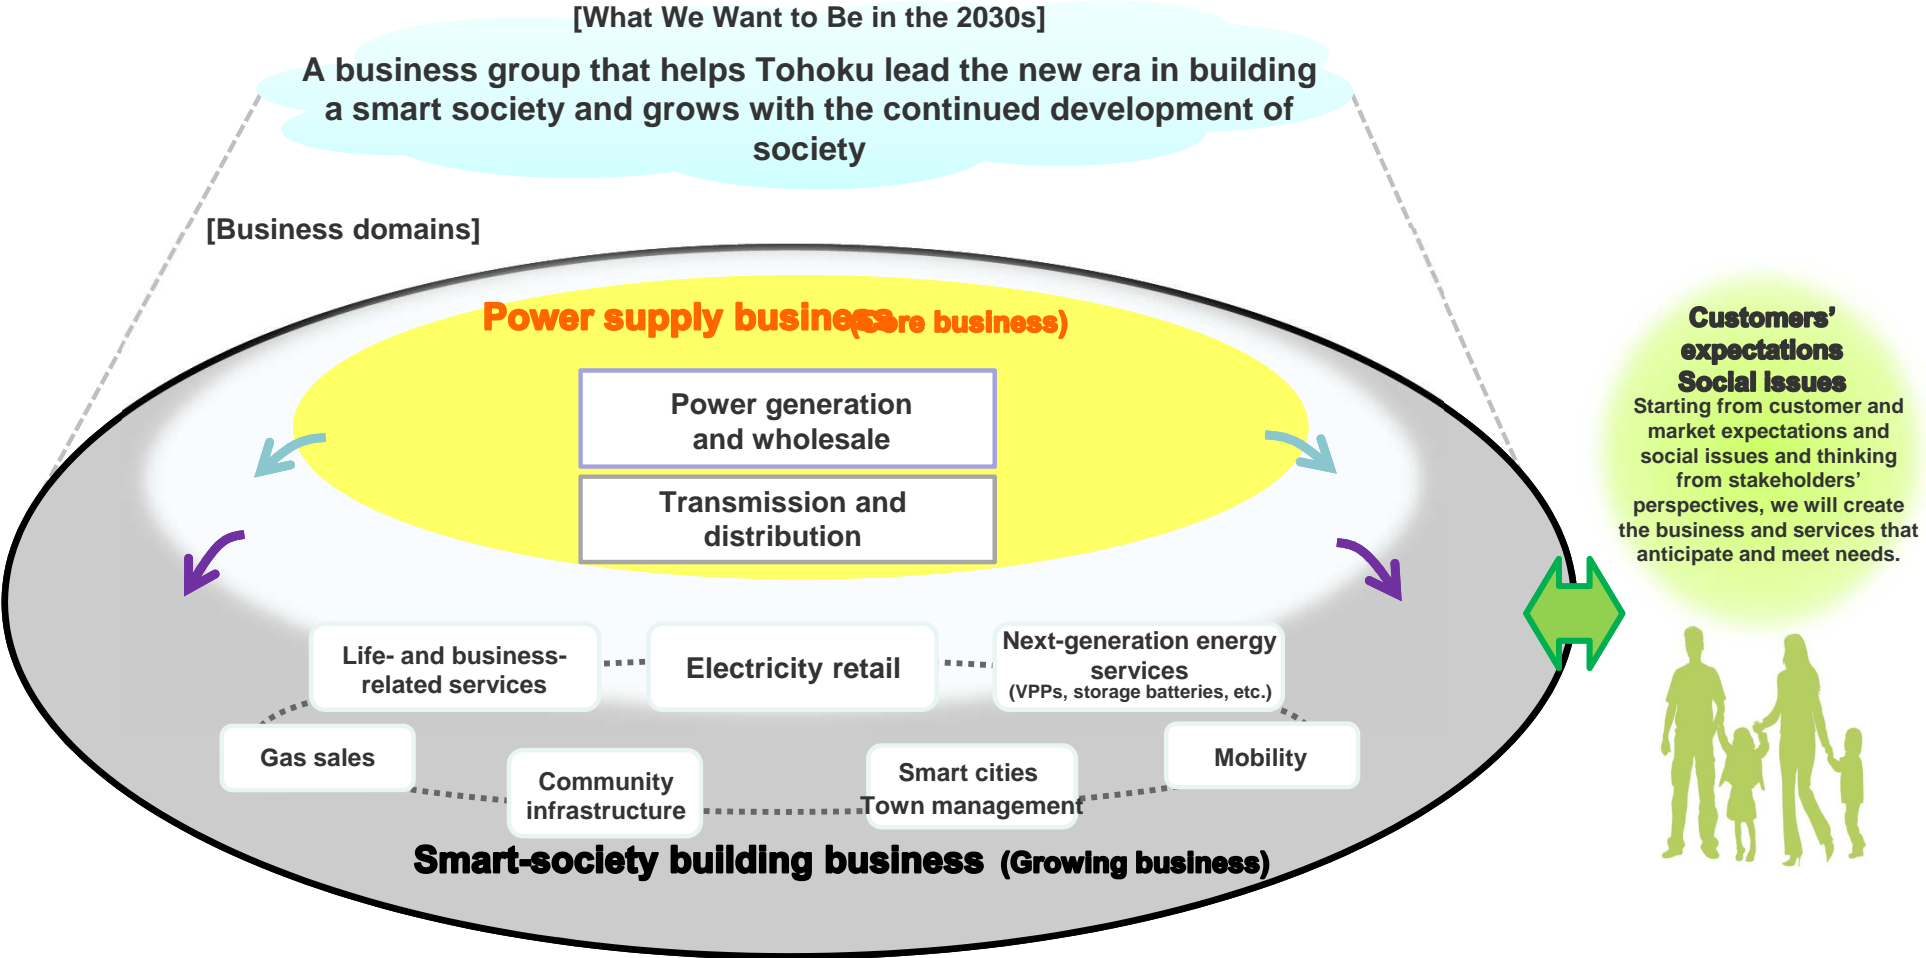 [What We Want to Be in the 2030s]
A business group that helps Tohoku lead the new era in building
a smart society and grows with the continued development of
society
[Business domains]
Power supply business (Core business)
Power generation
and wholesale
Transmission and
distribution
Life- and business-
related services
Electricity retail
Next-generation energy
services
(VPPs, storage batteries, etc.)
Gas sales
Community
infrastructure
Smart cities
Town management
Mobility
Smart-society building business (Growing business)
Customers’
expectations
Social issues
Starting from customer and
market expectations and
social issues and thinking
from stakeholders’
perspectives, we will create
the business and services that
anticipate and meet needs.